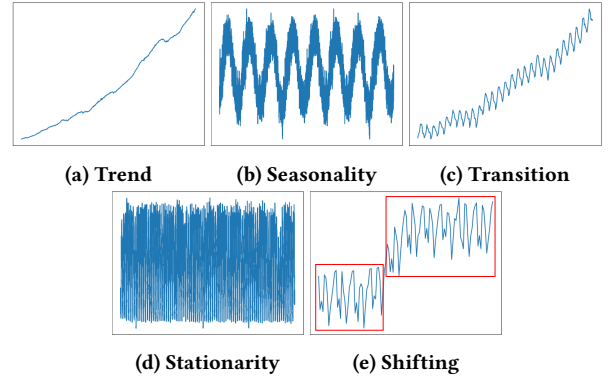 (a) Trend
(b) Seasonality
(c) Transition
(d) Stationarity
(e) Shifting